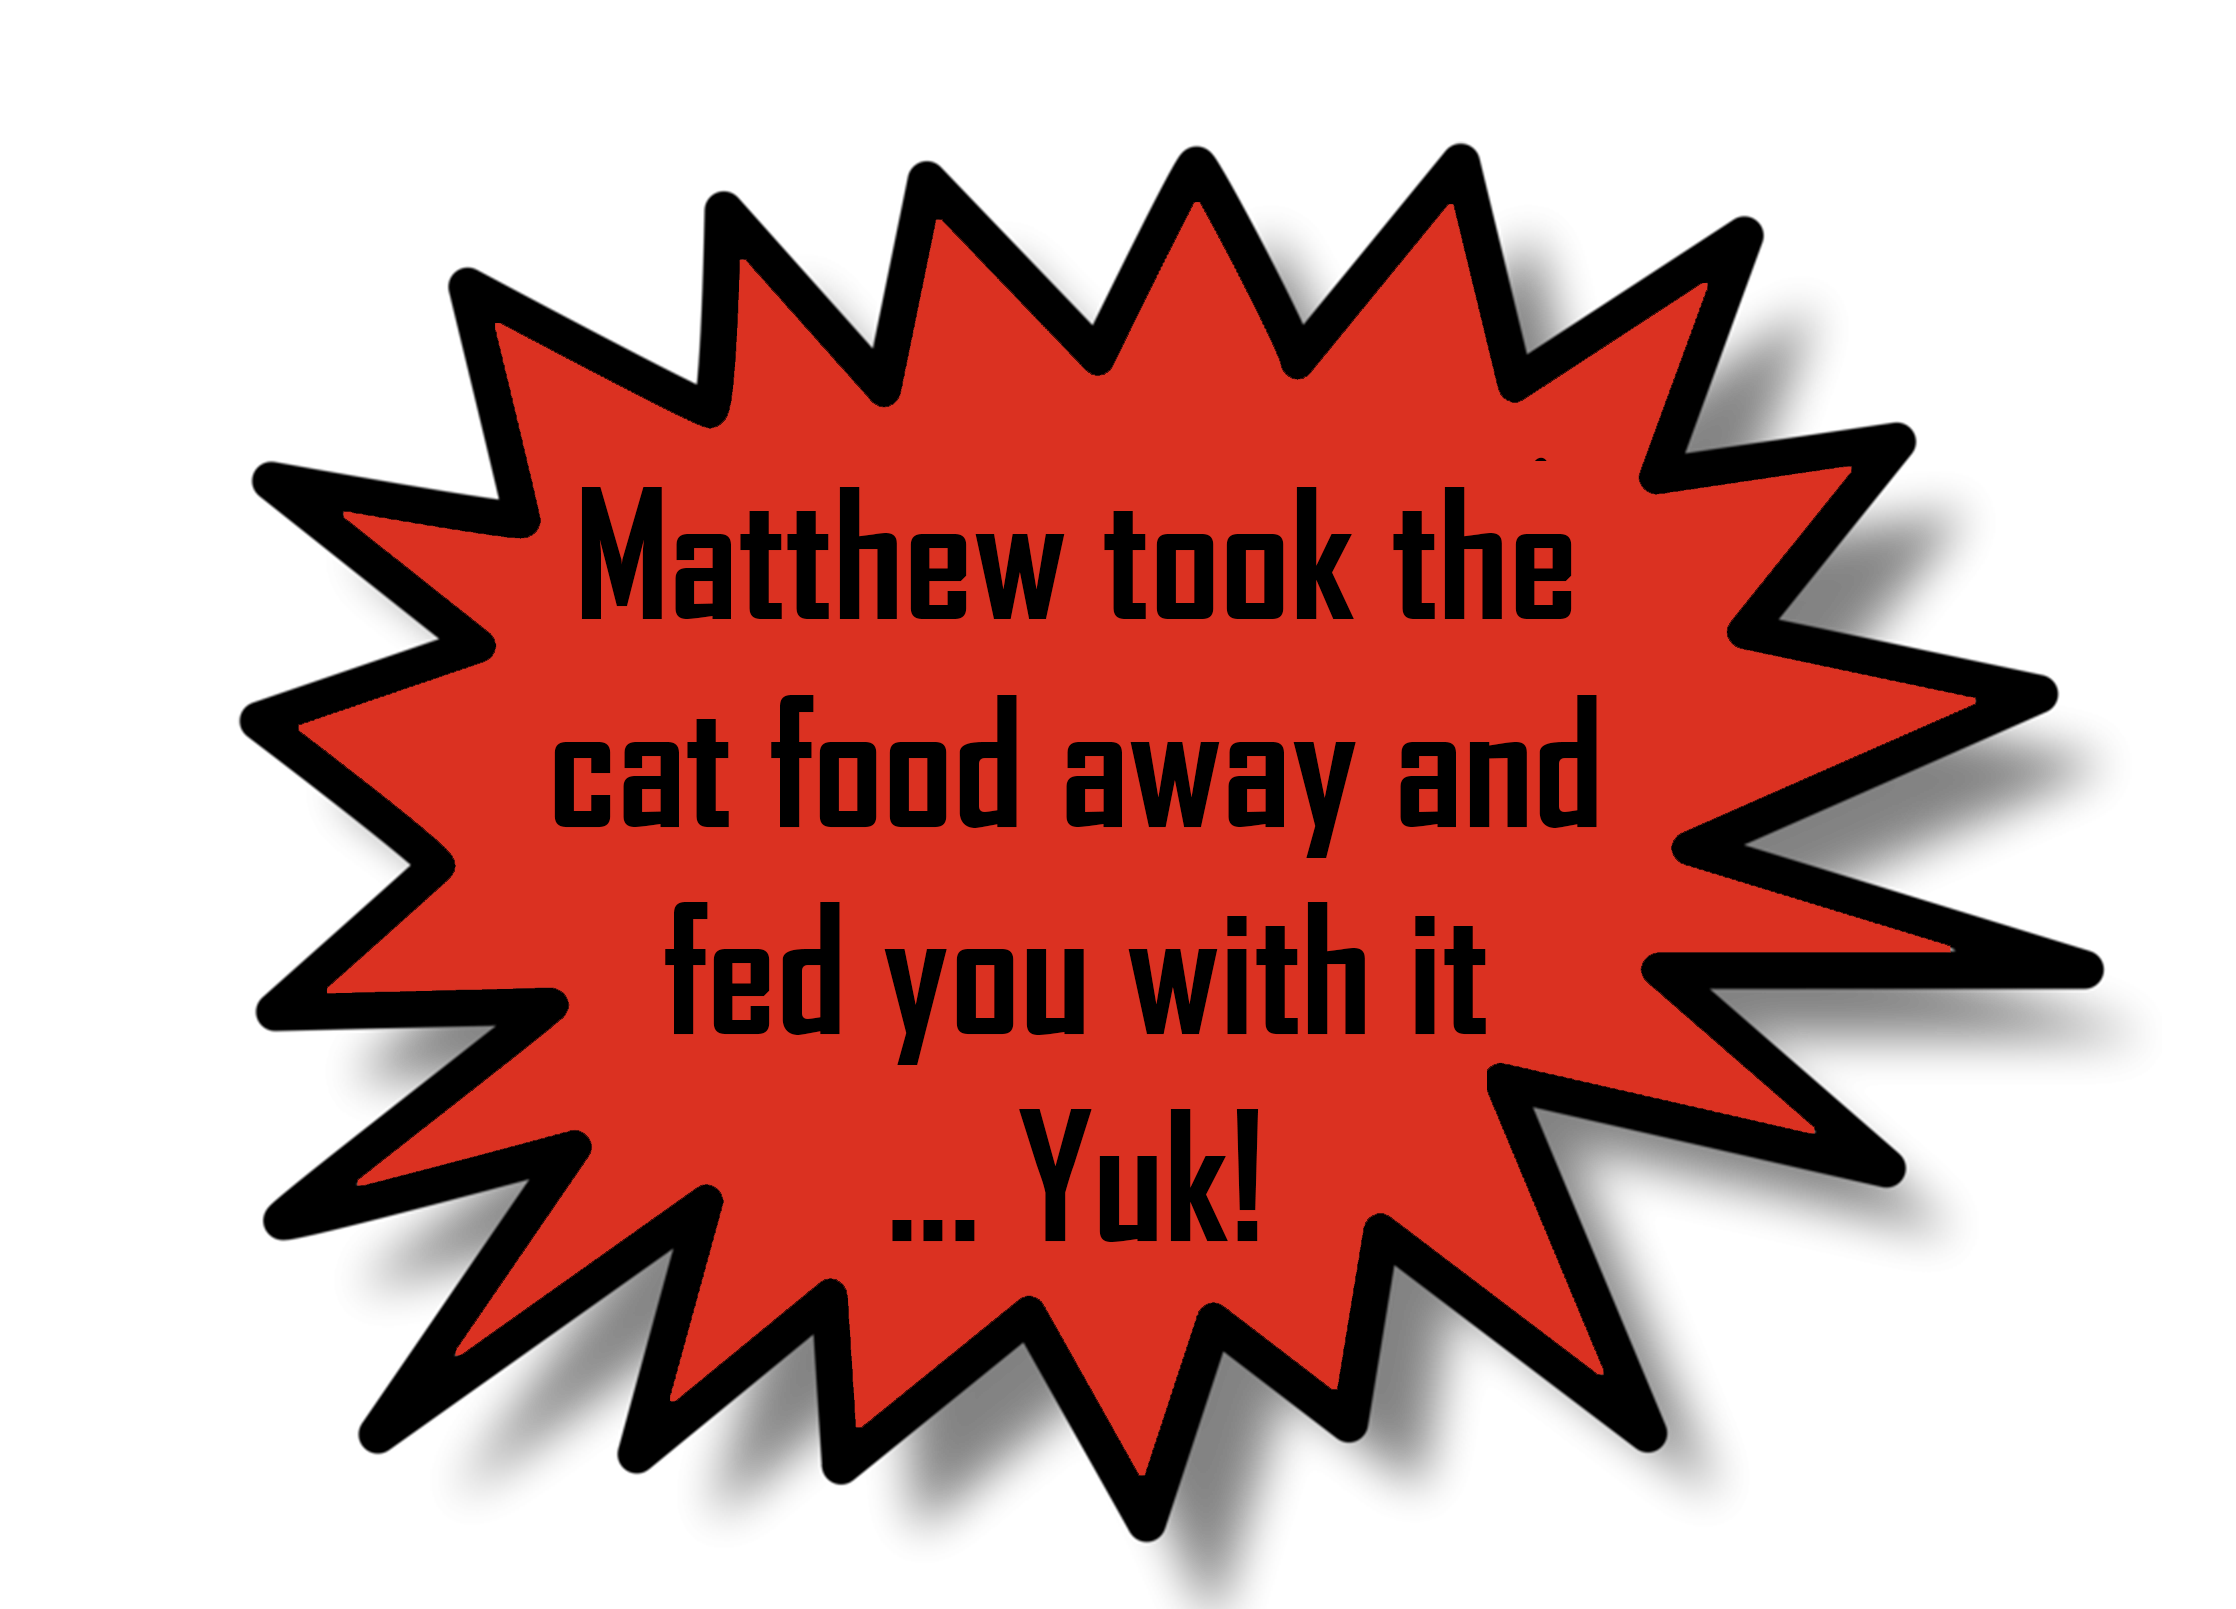 Matthew took the
cat food away and
fed you with it
... Yuk!